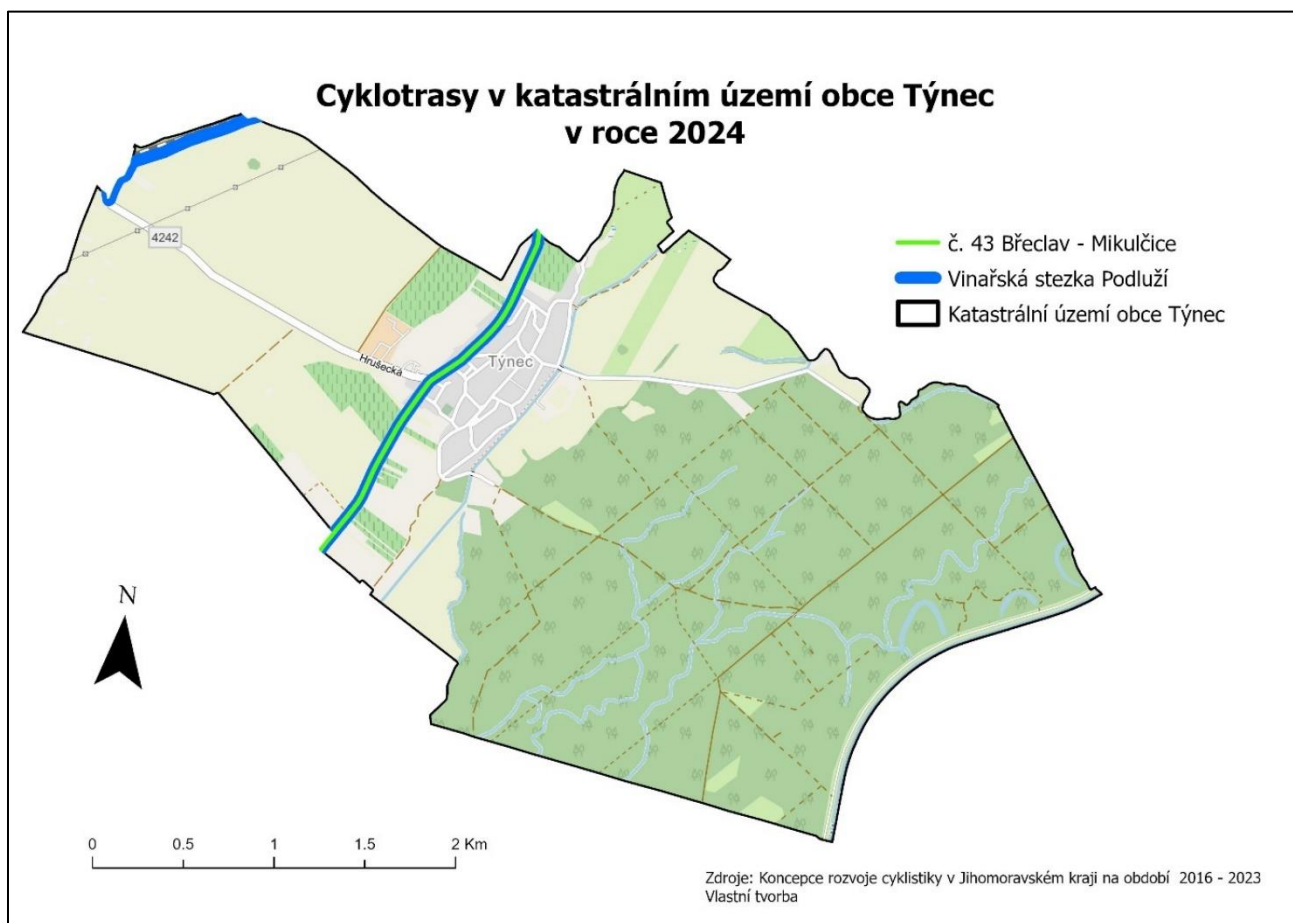 Cyklotrasy v katastrálním území obce Týnec
v roce 2024
4242
Hrušecká
Týnec
č. 43 Břeclav - Mikulčice
Vinařská stezka Podluží
Katastrální území obce Týnec
N
0 0.5 1 1.5 2 Km
Zdroje: Koncepce rozvoje cyklistiky v Jihomoravském kraji na období 2016 - 2023
Vlastní tvorba